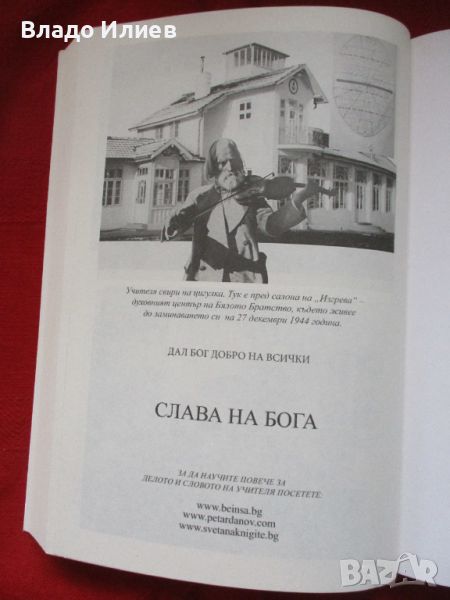 Владо Илиев
Учителя свири на цигулка. Тук е пред салона на „Изгрева“ –
духовният център на Бялото Братство, където живее
до заминаването си на 27 декември 1944 година.
ДАЛ БОГ ДОБРО НА ВСИЧКИ
СЛАВА НА БОГА
ЗА ДА НАУЧИТЕ ПОВЕЧЕ ЗА
ДЕЛОТО И СЛОВОТО НА УЧИТЕЛЯ ПОСЕТЕТЕ:
www.beinsa.bg
www.petardanov.com
www.svetanaknigite.bg
bazar